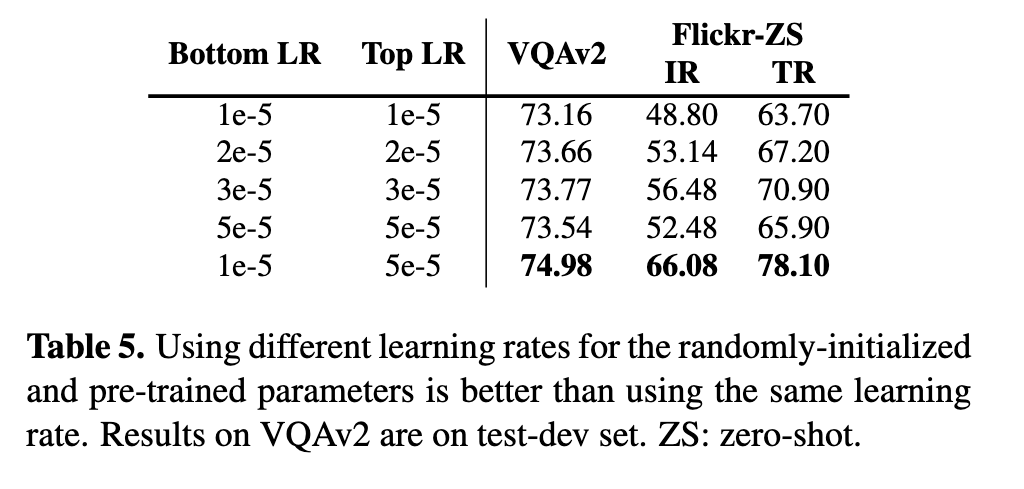 Bottom LR Top LR VQAv2 Flickr-ZS
IR TR
1e-5 1e-5 73.16 48.80 63.70
2e-5 2e-5 73.66 53.14 67.20
3e-5 3e-5 73.77 56.48 70.90
5e-5 5e-5 73.54 52.48 65.90
1e-5 5e-5 74.98 66.08 78.10
Table 5. Using different learning rates for the randomly-initialized
and pre-trained parameters is better than using the same learning
rate. Results on VQAv2 are on test-dev set. ZS: zero-shot.